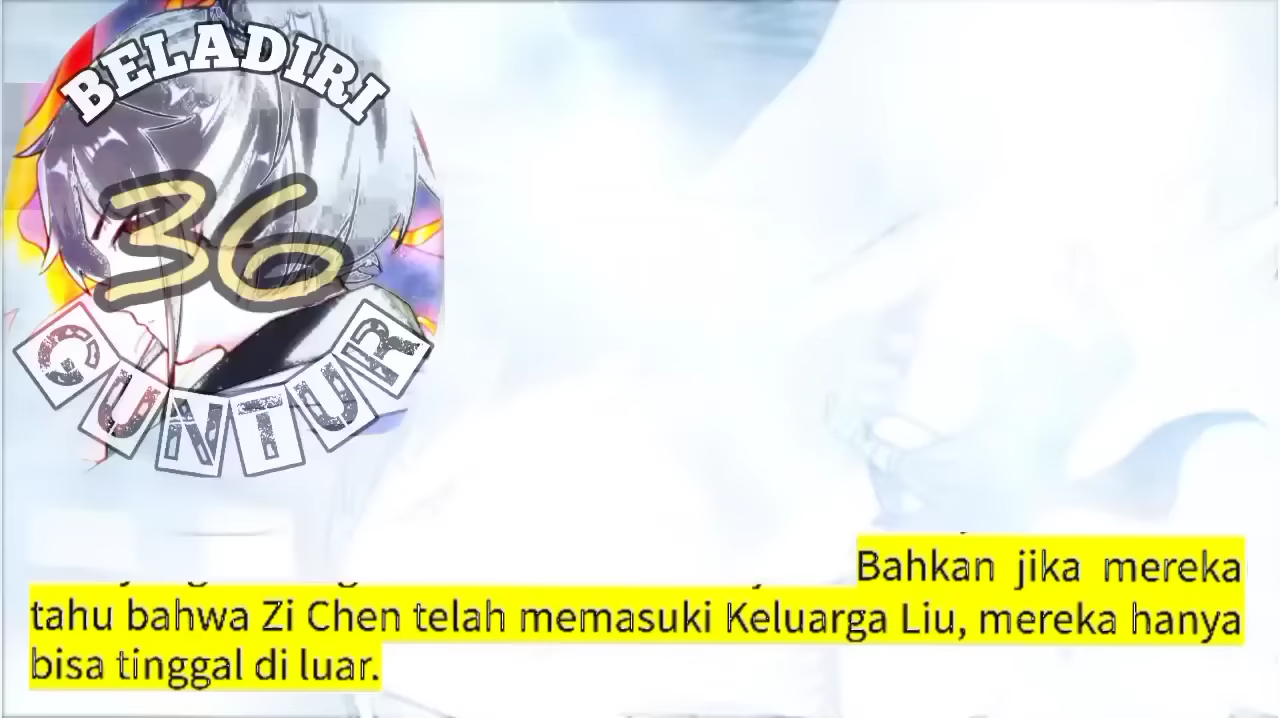 BELADIRI
36
GUNTUR
Bahkan jika mereka
tahu bahwa Zi Chen telah memasuki Keluarga Liu, mereka hanya
bisa tinggal di luar.